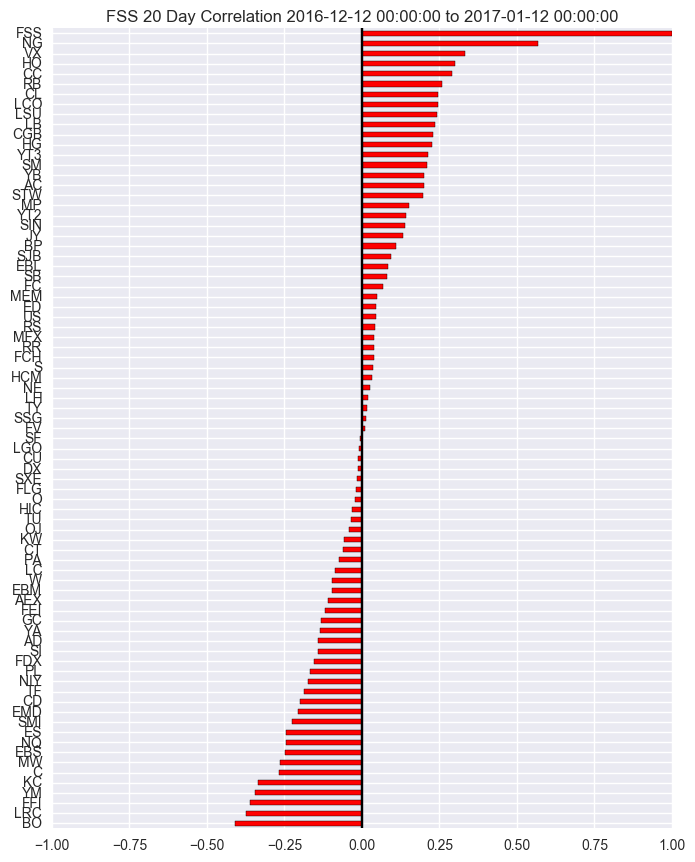 FSS 20 Day Correlation 2016-12-12 00:00:00 to 2017-01-12 00:00:00
FSS
NG
VX
HO
CC
RB
CL
LCO
LSU
LB
CGB
HG
YT3
SM
YB
AC
STW
MP
YT2
SIN
JY
BP
SJB
EBL
SB
FC
MEM
ED
US
RS
MFX
RR
FCH
S
HCM
NE
LH
TY
SSG
FV
SF
LGO
CU
DX
SXE
FLG
O
HIC
TU
OJ
KW
CT
PA
LC
W
EBM
AEX
FEI
GC
YA
AD
SI
FDX
PL
NIY
TF
CD
EMD
SMI
ES
NQ
EBS
MW
C
KC
YM
LRC
BO
−1.00 −0.75 −0.50 −0.25 0.00 0.25 0.50 0.75 1.00